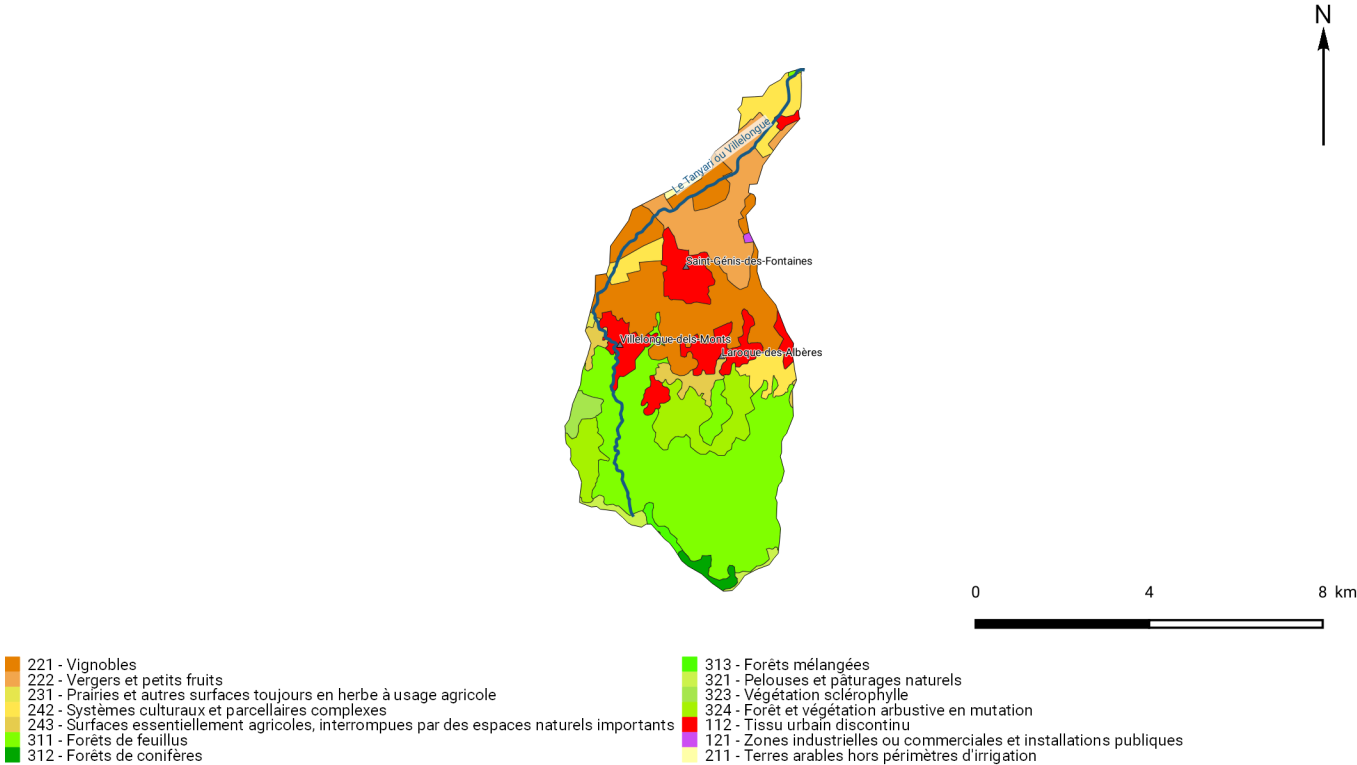 N
Le Tanyari ou Villelongue
Saint-Génis-des-Fontaines
Villelongue-dels-Monts
Laroque-des-Albères
0 4 8 km
221 - Vignobles
222 - Vergers et petits fruits
231 - Prairies et autres surfaces toujours en herbe à usage agricole
242 - Systèmes culturaux et parcellaires complexes
243 - Surfaces essentiellement agricoles, interrompues par des espaces naturels importants
311 - Forêts de feuillus
312 - Forêts de conifères
313 - Forêts mélangées
321 - Pelouses et pâturages naturels
323 - Végétation sclérophylle
324 - Forêt et végétation arbustive en mutation
112 - Tissu urbain discontinu
121 - Zones industrielles ou commerciales et installations publiques
211 - Terres arables hors périmètres d'irrigation